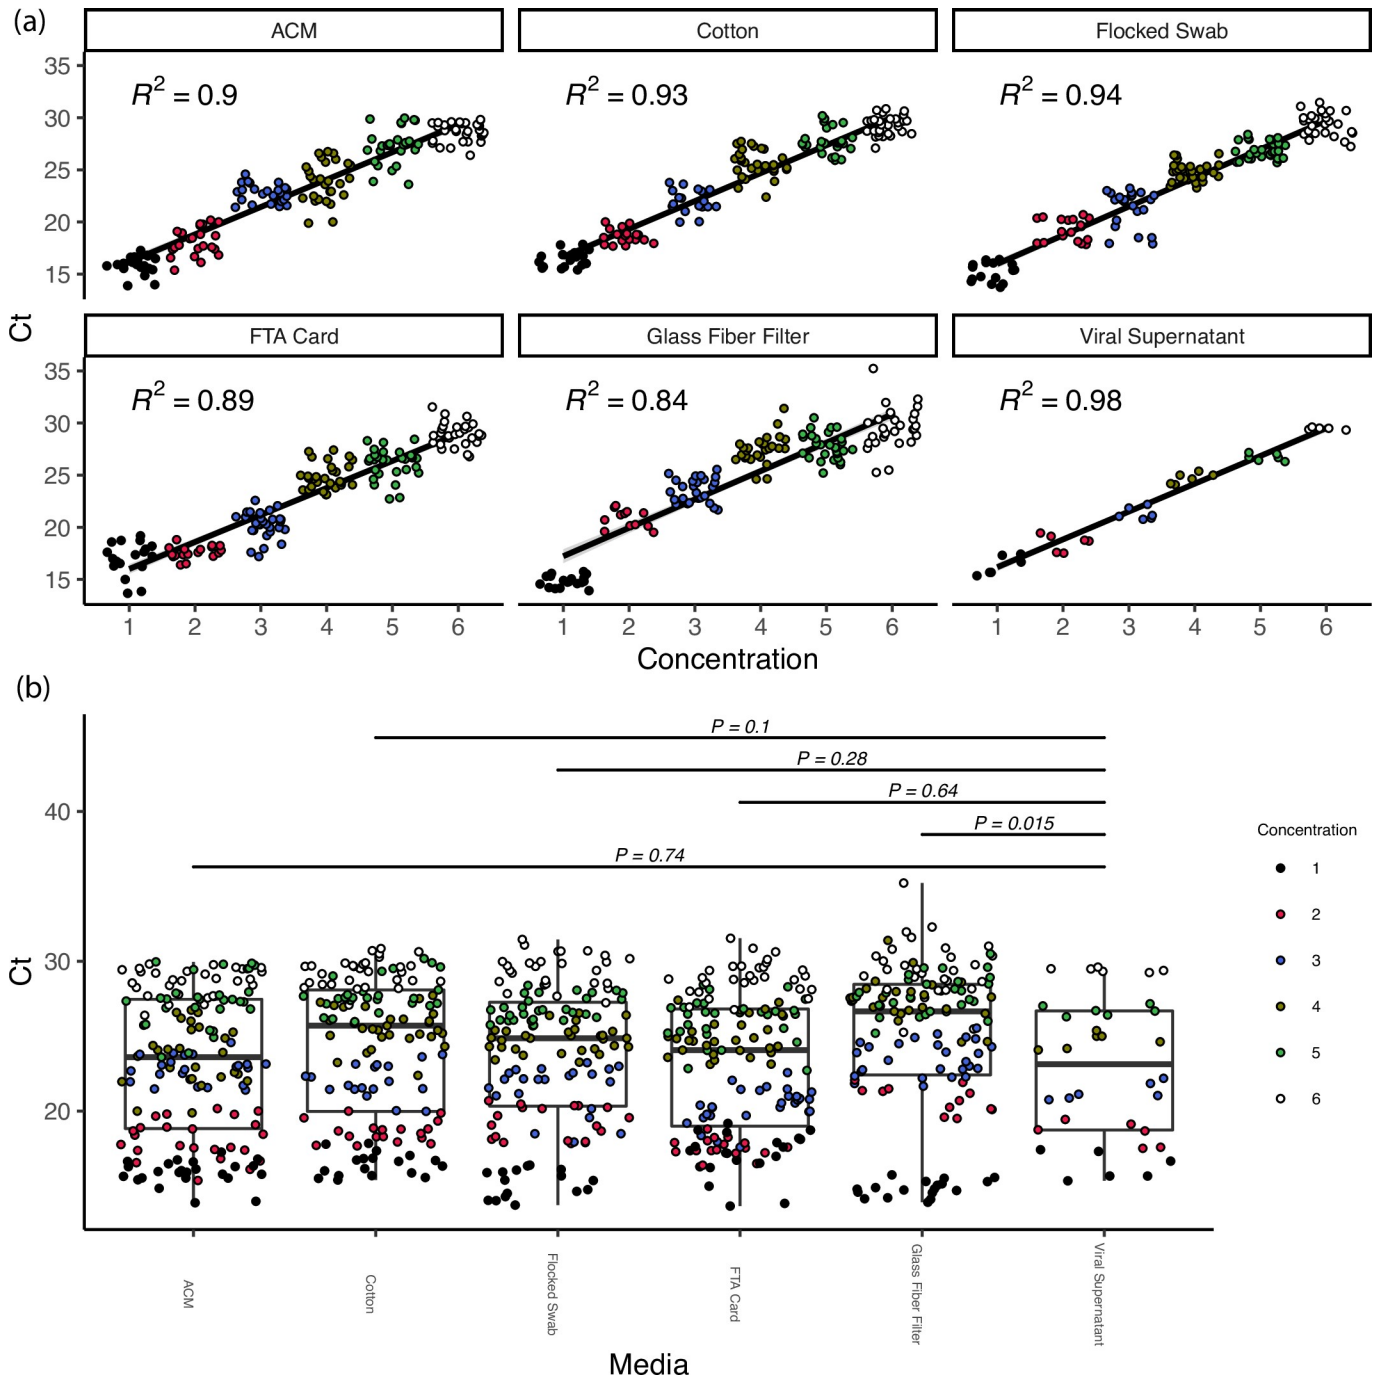 (a)
ACM
Cotton
Flocked Swab
R² = 0.9
R² = 0.93
R² = 0.94
35
30
25
20
15
Ct
FTA Card
Glass Fiber Filter
Viral Supernatant
R² = 0.89
R² = 0.84
R² = 0.98
35
30
25
20
15
1 2 3 4 5 6
1 2 3 4 5 6
1 2 3 4 5 6
Concentration
(b)
P = 0.1
P = 0.28
P = 0.64
P = 0.015
P = 0.74
40
30
20
Ct
Concentration
1
2
3
4
5
6
ACM
Cotton
Flocked Swab
FTA Card
Glass Fiber Filter
Viral Supernatant
Media